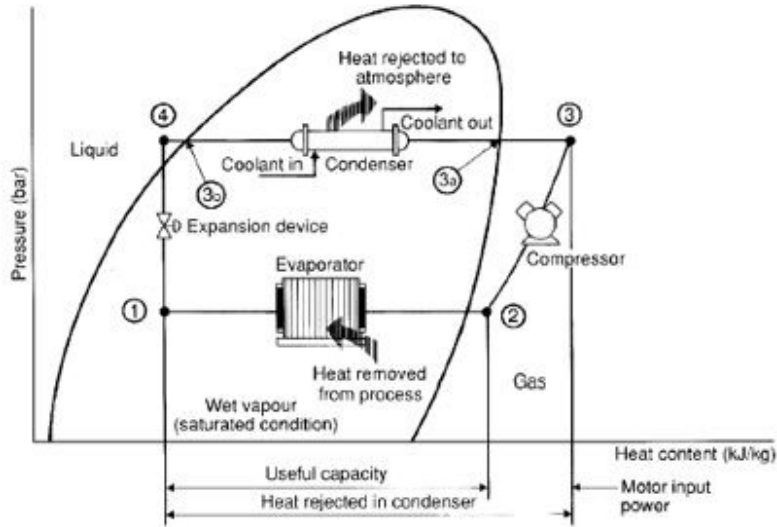 Heat rejected to
atmosphere
4
3
Coolant out
Liquid
Coolant in
Condenser
3b
3a
Pressure (bar)
Expansion device
Compressor
Evaporator
1
2
Heat removed
from process
Gas
Wet vapour
(saturated condition)
Heat content (kJ/kg)
Useful capacity
Heat rejected in condenser
Motor input
power